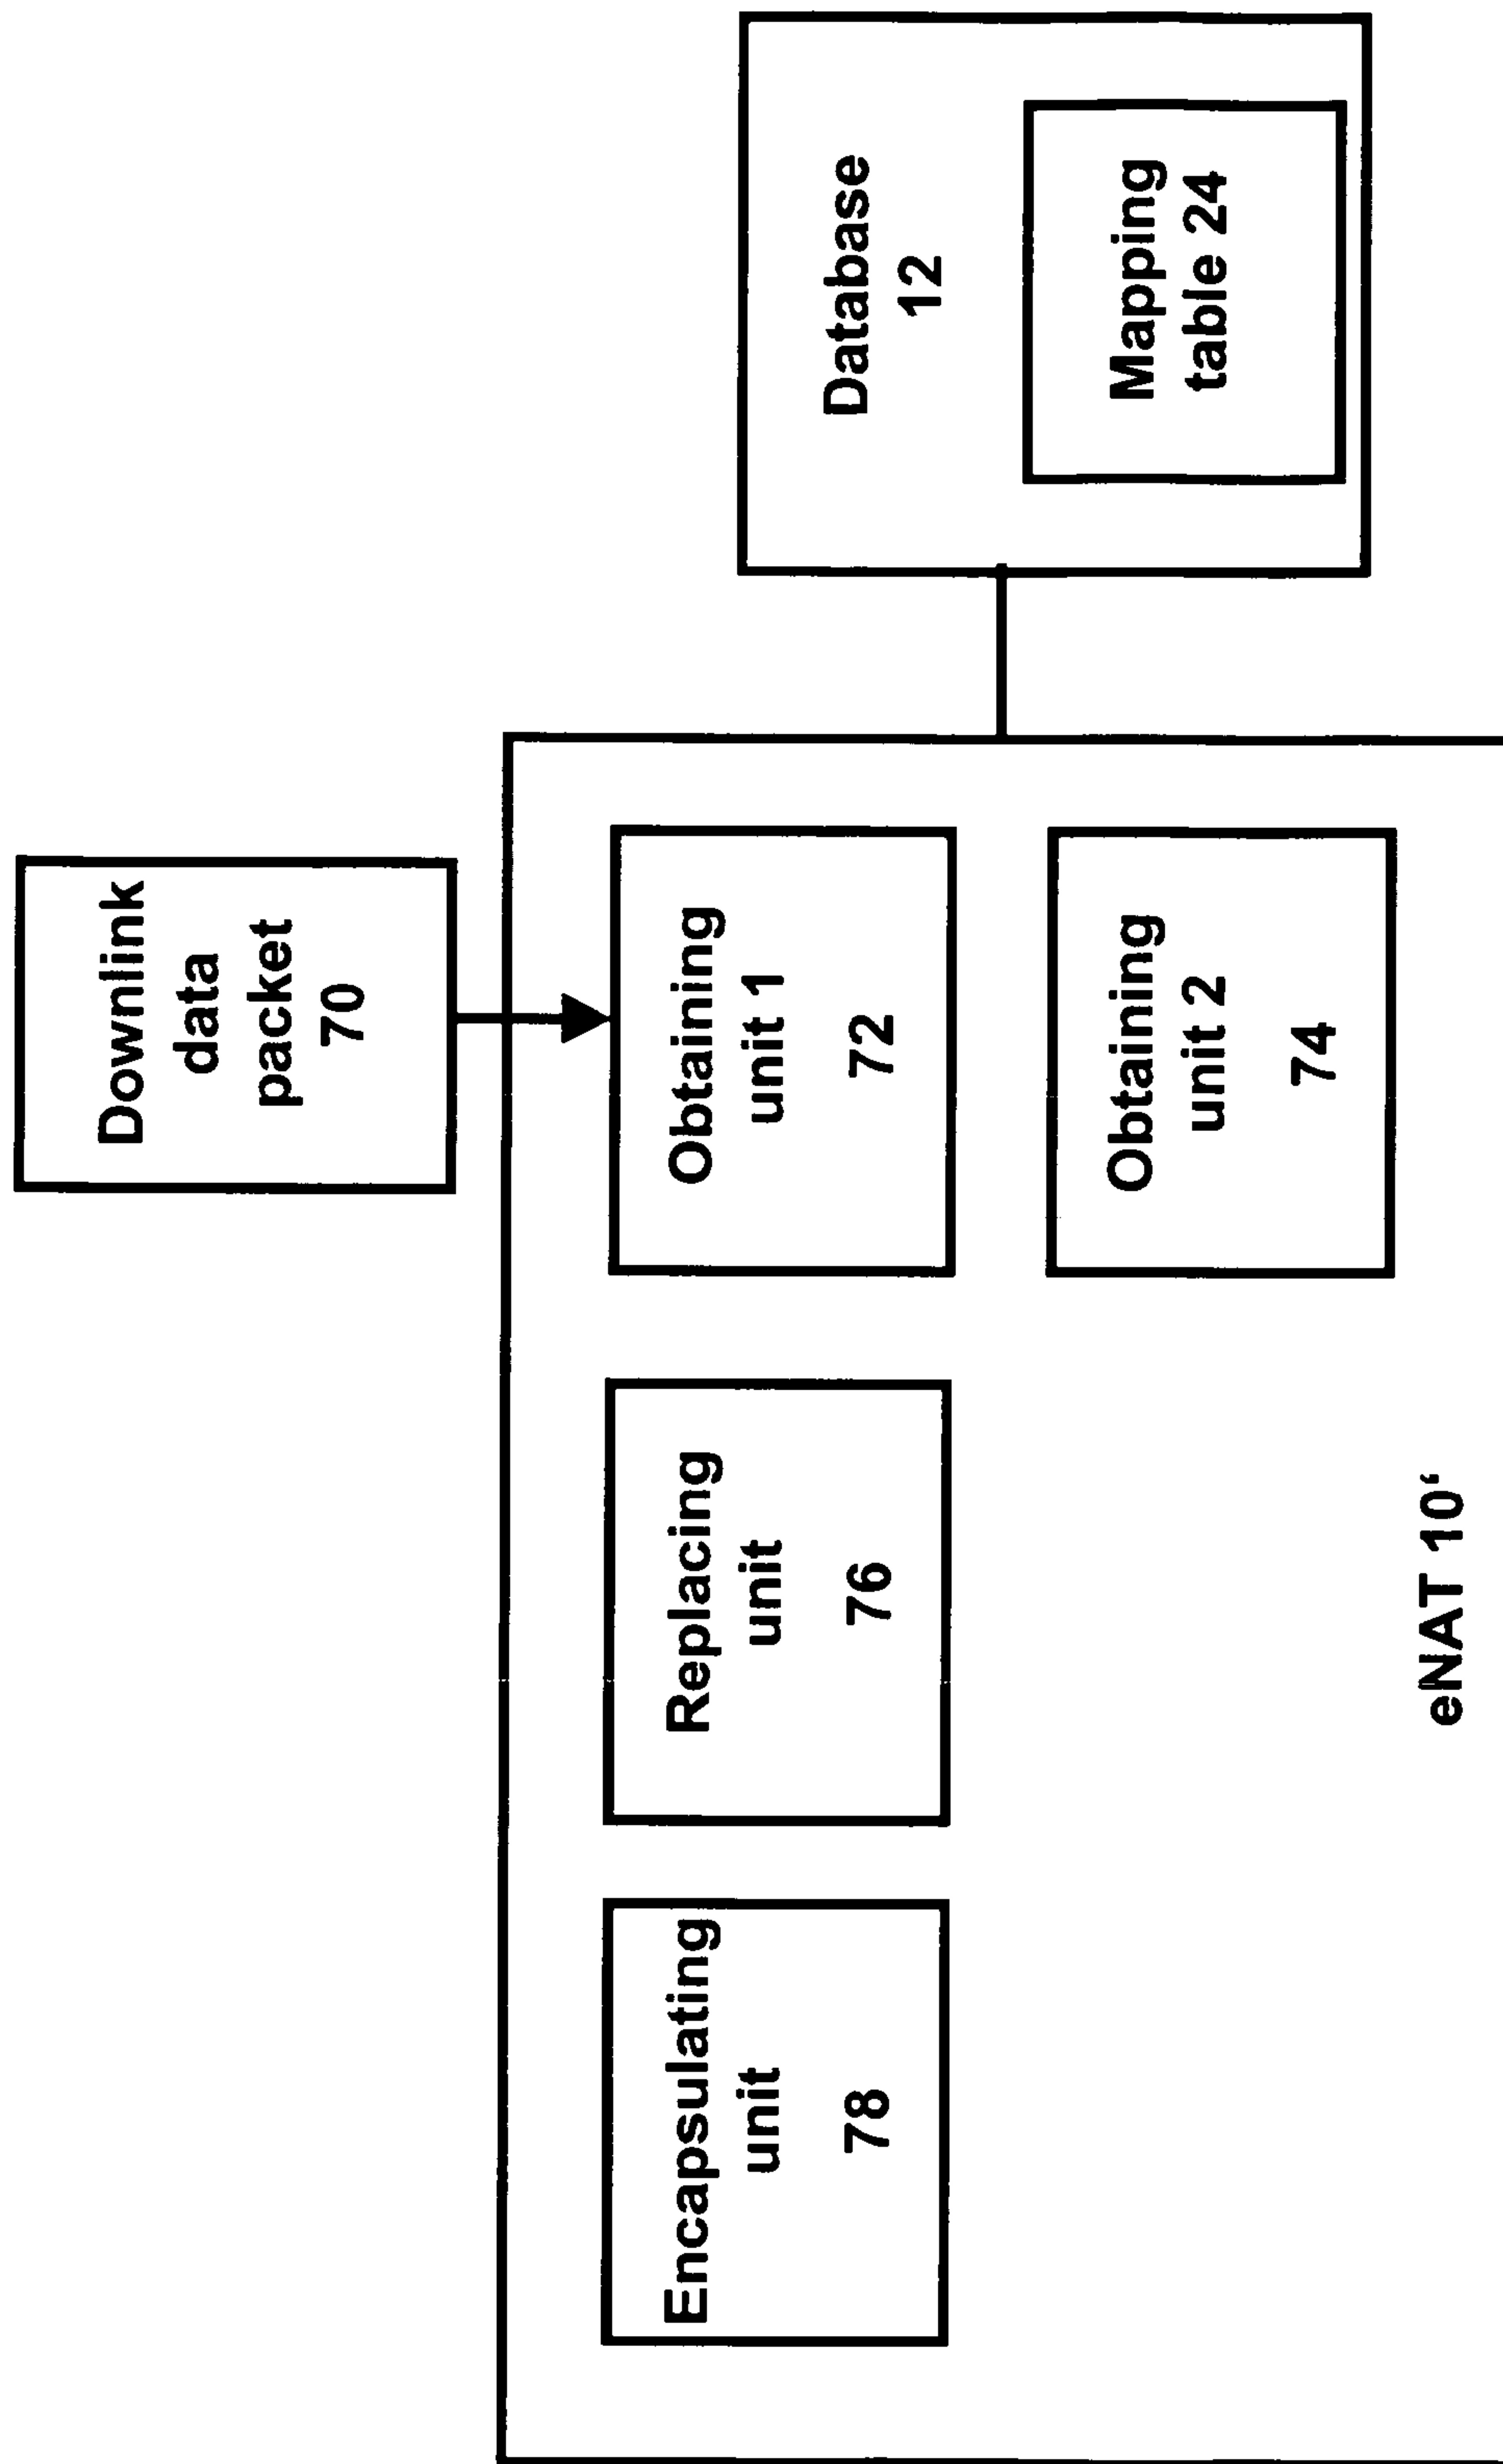 Downlink
data
packet
70
Encapsulating
unit
78
Replacing
unit
76
Obtaining
unit 1
72
Database
12
Mapping
table 24
Obtaining
unit 2
74
eNAT 10‘